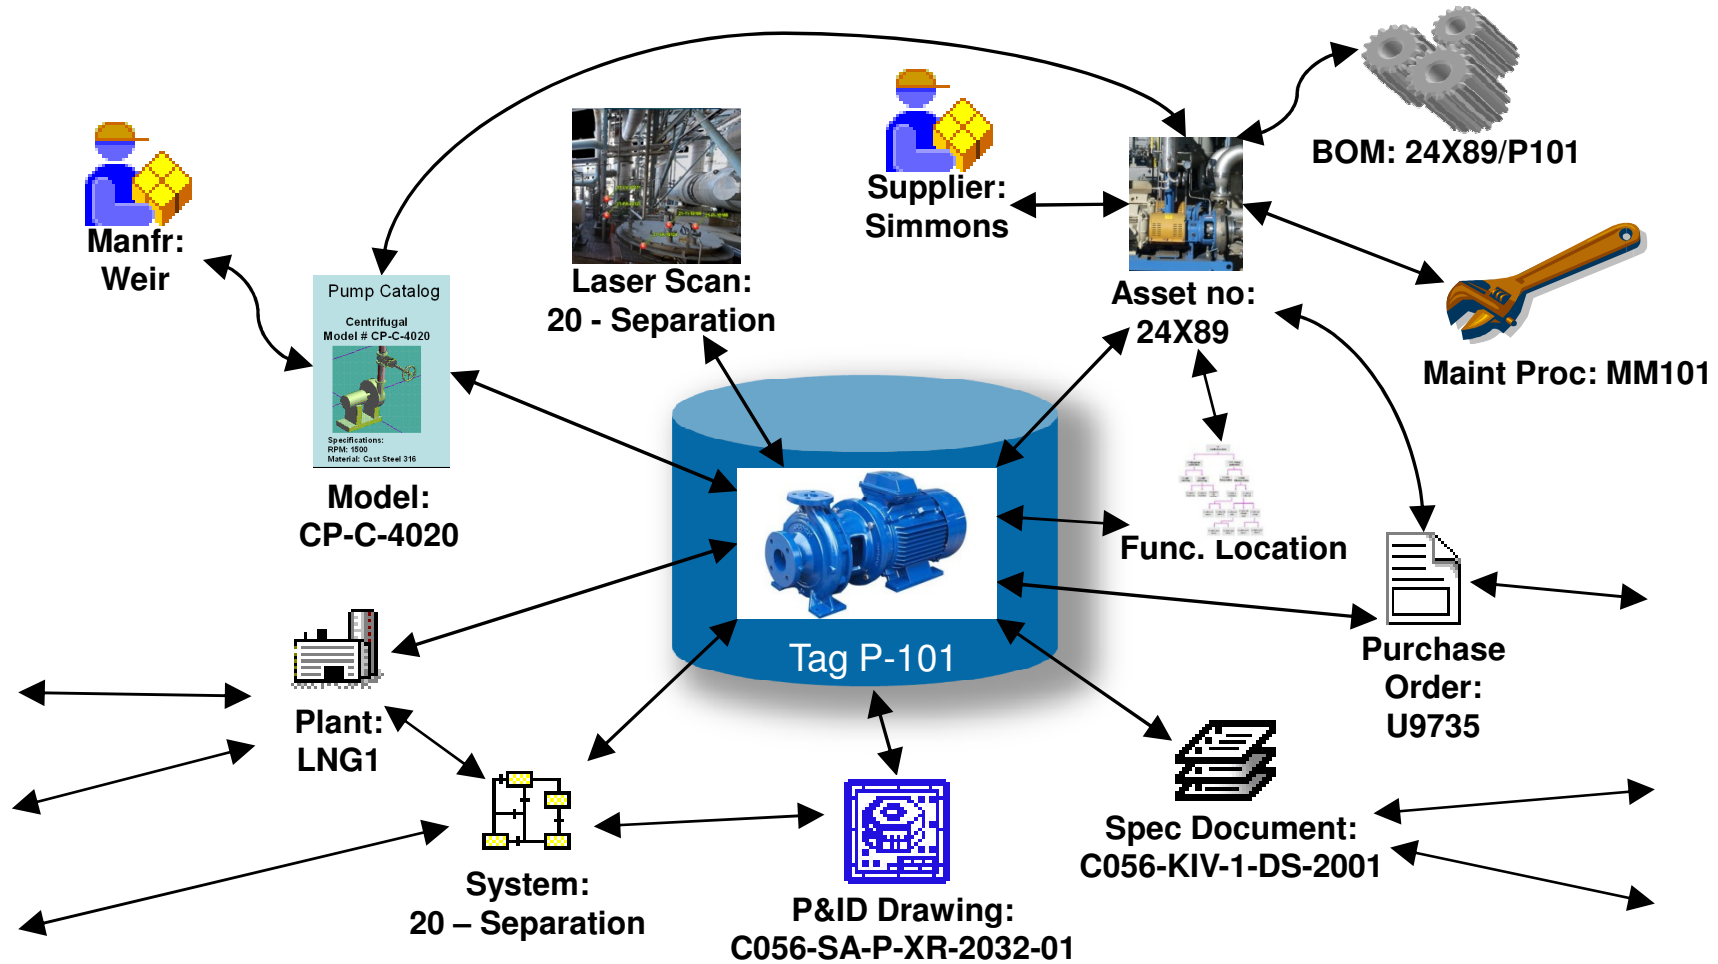 BOM: 24X89/P101
Supplier:
Simmons
Manfr:
Weir
Laser Scan:
20 - Separation
Asset no:
24X89
Pump Catalog
Centrifugal
Model # CP-C-4020
Specifications:
RPM: 1500
Material: Cast Steel 316
Maint Proc: MM101
Model:
CP-C-4020
Func. Location
Tag P-101
Purchase
Order:
U9735
Plant:
LNG1
Spec Document:
C056-KIV-1-DS-2001
System:
20 – Separation
P&ID Drawing:
C056-SA-P-XR-2032-01